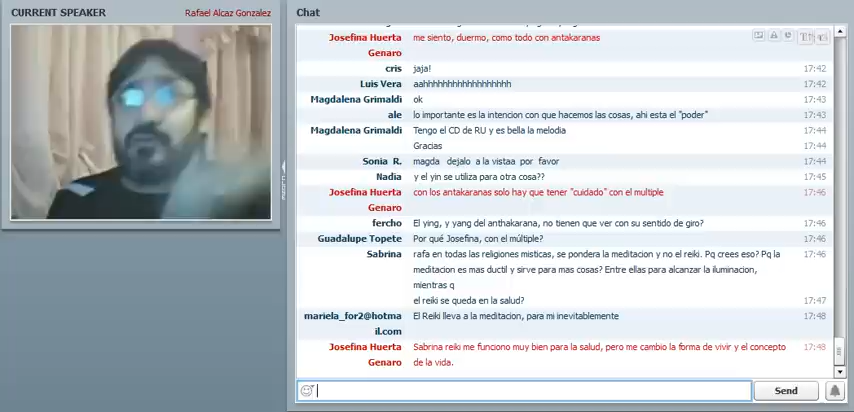 CURRENT SPEAKER Rafael Alcaz Gonzalez
Chat
Josefina Huerta me siento, duermo, como todo con antakaranas
Genaro
cris jaja! 17:42
Luis Vera aahhhhhhhhhhhhhhhhh 17:42
Magdalena Grimaldi ok 17:43
ale lo importante es la intencion con que hacemos las cosas, ahi esta el "poder" 17:43
Magdalena Grimaldi Tengo el CD de RU y es bella la melodia 17:44
Gracias 17:44
Sonia R. magda dejalo a la vistaa por favor 17:44
Nadia y el yin se utiliza para otra cosa?? 17:45
Josefina Huerta con los antakaranas solo hay que tener "cuidado" con el multiple 17:46
Genaro
fercho El ying, y yang del anthakarana, no tienen que ver con su sentido de giro? 17:46
Guadalupe Topete Por qué Josefina, con el múltiple? 17:46
Sabrina rafa en todas las religiones misticas, se pondera la meditacion y no el reiki. Pq crees eso? Pq la 17:46
meditacion es mas ductil y sirve para mas cosas? Entre ellas para alcanzar la iluminacion,
mientras q
el reiki se queda en la salud? 17:47
mariela_for2@hotma El Reiki lleva a la meditacion, para mi inevitablemente 17:48
il.com
Josefina Huerta Sabrina reiki me funciono muy bien para la salud, pero me cambio la forma de vivir y el concepto 17:48
Genaro de la vida.
Send